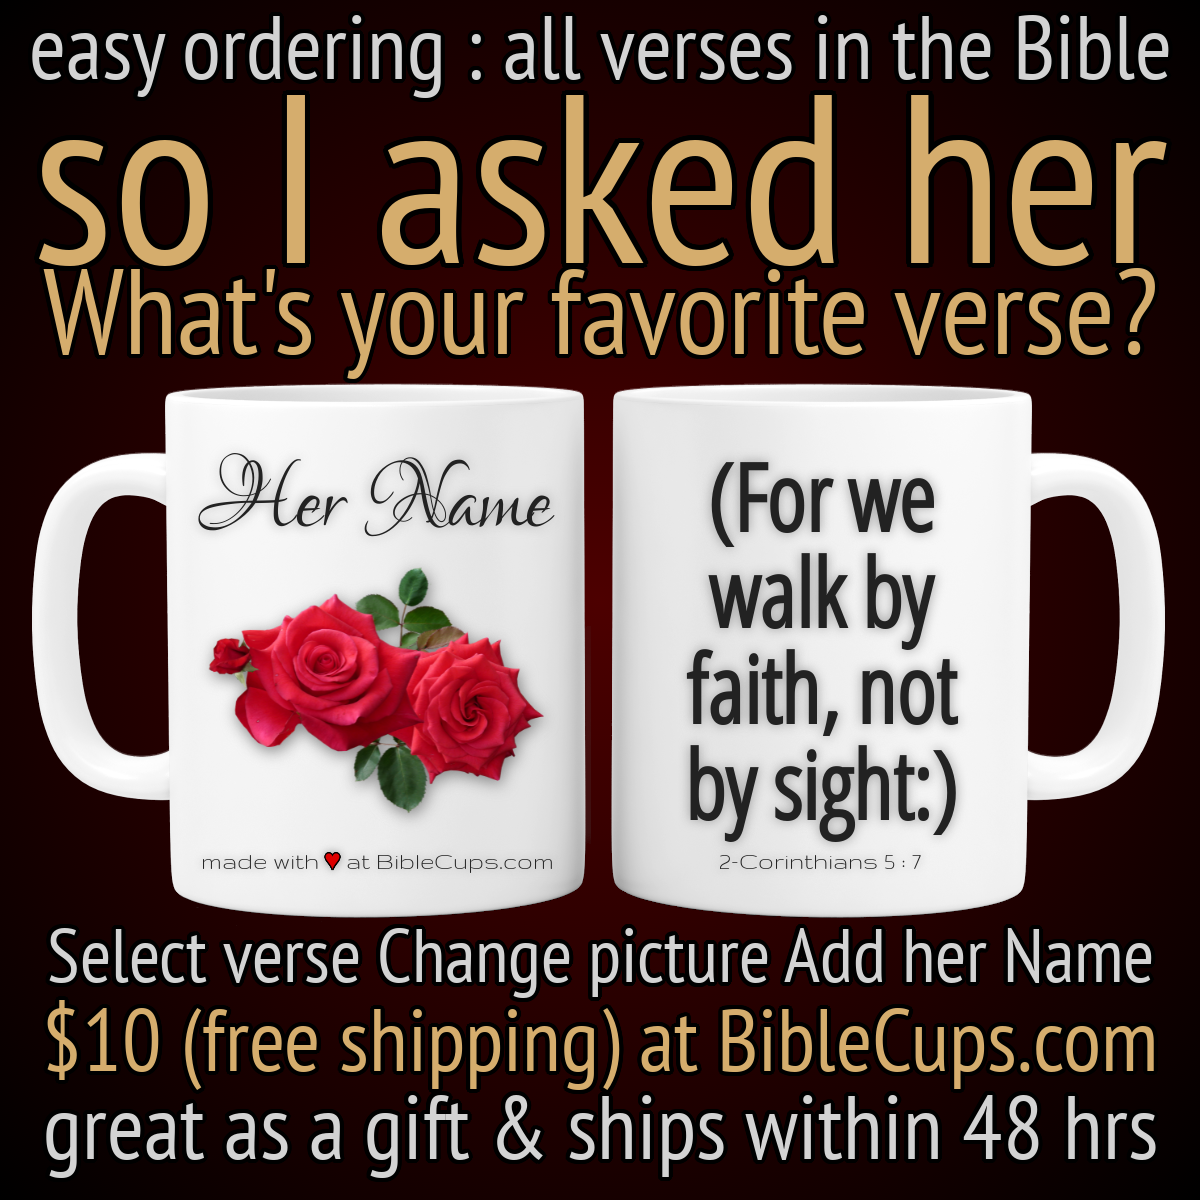 easy ordering : all verses in the Bible
so I asked her
What's your favorite verse?
Her Name
made with ❤ at BibleCups.com
(For we
walk by
faith, not
by sight:)
2-Corinthians 5 : 7
Select verse Change picture Add her Name
$10 (free shipping) at BibleCups.com
great as a gift & ships within 48 hrs